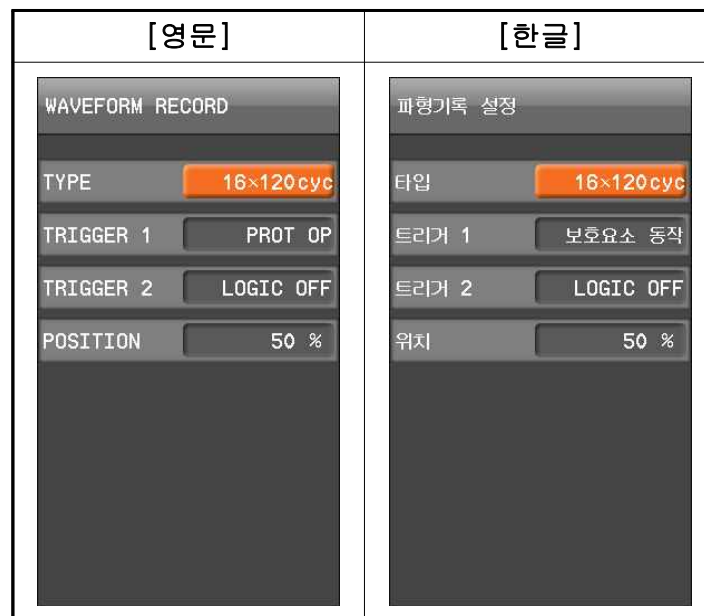 [영문]
[한글]
WAVEFORM RECORD
TYPE 16×120cyc
TRIGGER 1 PROT OP
TRIGGER 2 LOGIC OFF
POSITION 50 %
파형기록 설정
타입 16×120cyc
트리거 1 보호요소 동작
트리거 2 LOGIC OFF
위치 50 %